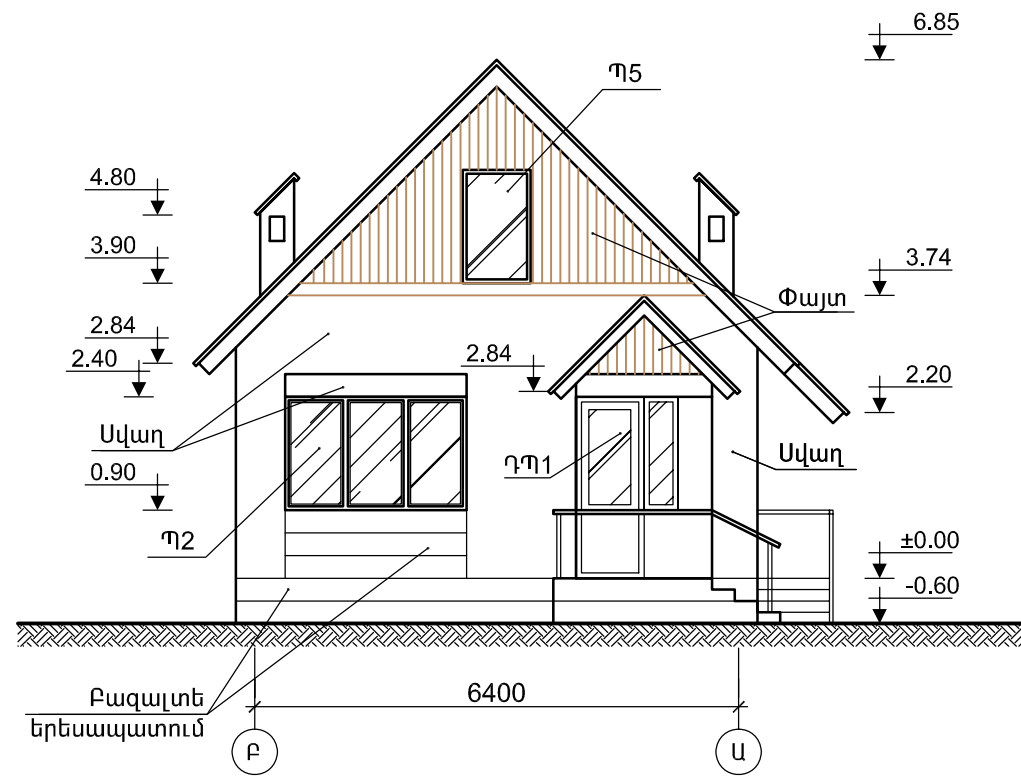 6.85
Պ5
4.80
3.90
3.74
Փայտ
2.84
2.40
2.84
2.20
Սվաղ
ԴՊ1
Սվաղ
0.90
Պ2
±0.00
-0.60
Բազալտե
երեսապատում
6400
Բ
Ա